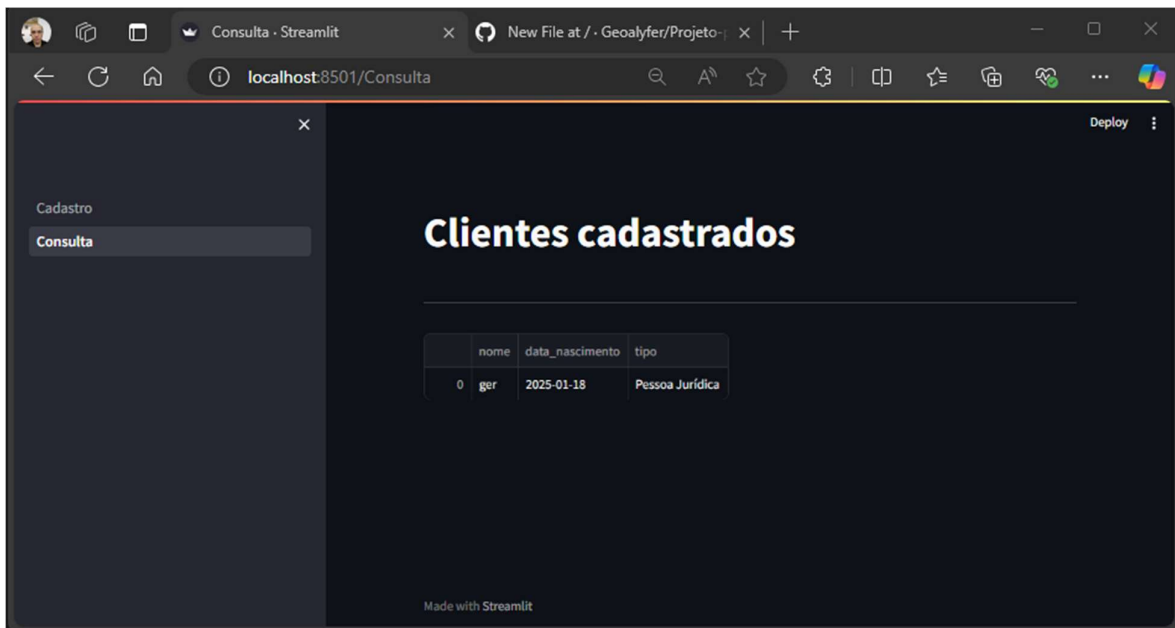 Consulta · Streamlit
New File at / · Geoalyfer/Projeto-
localhost:8501/Consulta
Deploy
Cadastro
Consulta
Clientes cadastrados
nome data_nascimento tipo
0 ger 2025-01-18 Pessoa Jurídica
Made with Streamlit